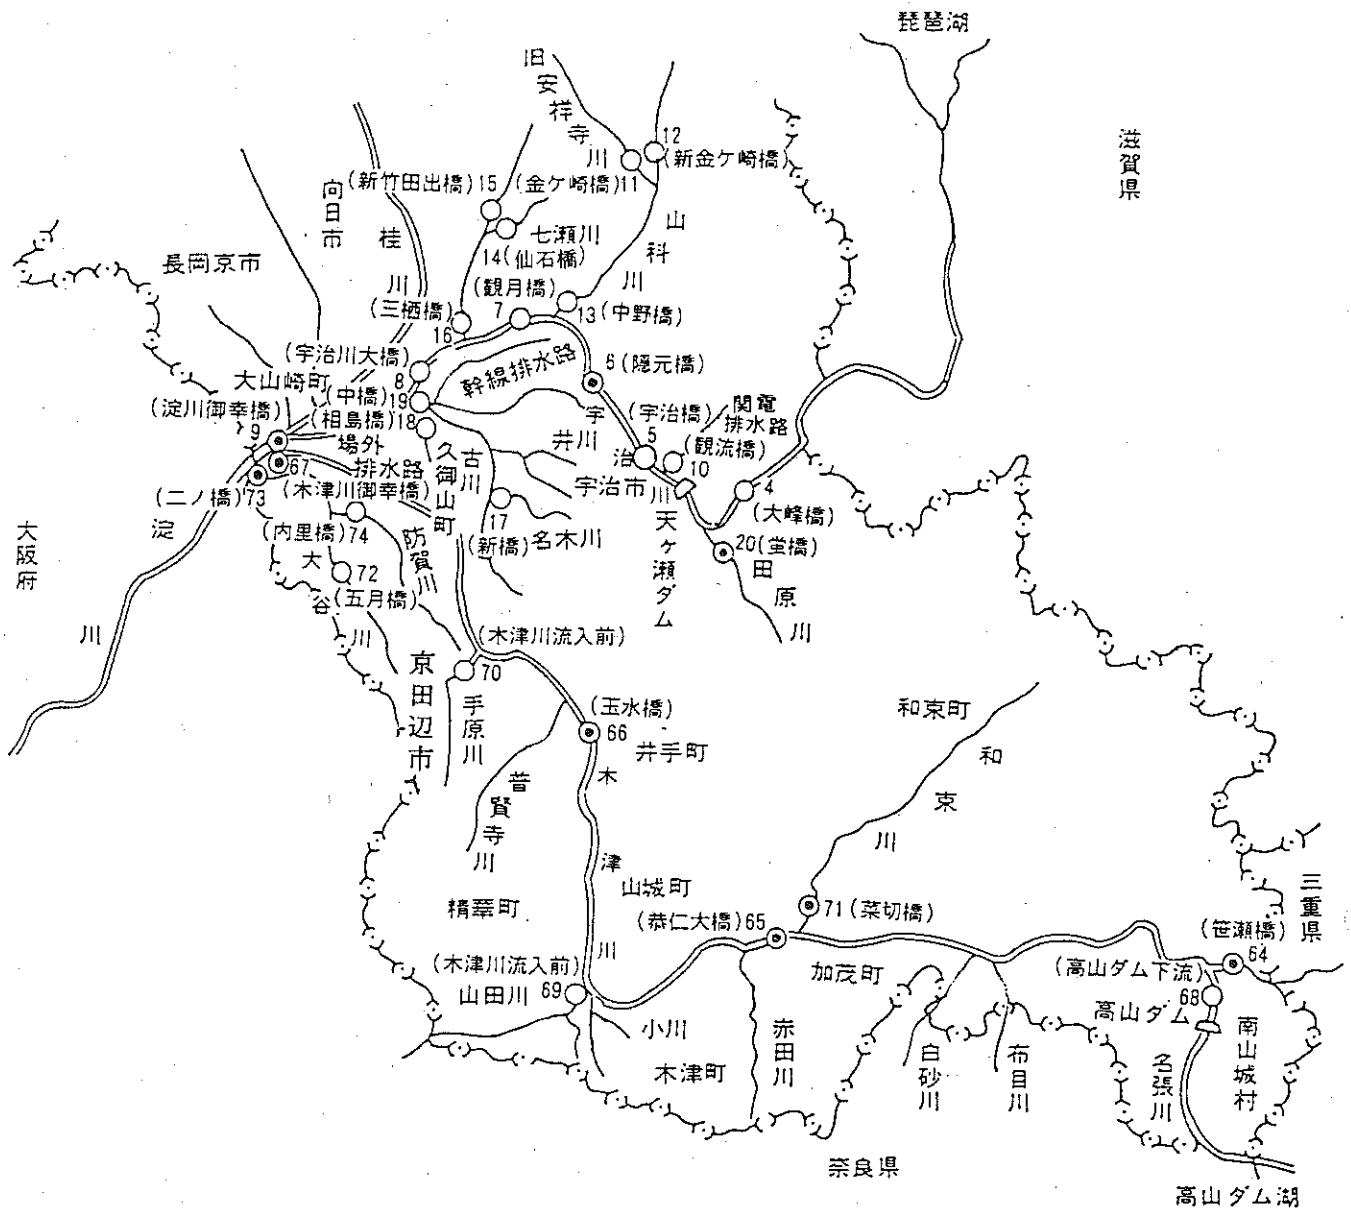 琵琶湖
滋賀県
旧安祥寺川
12
(新金ケ崎橋)
(新竹田出橋)15
(金ケ崎橋)11
向日市
桂川
山科川
七瀬川
14(仙石橋)
長岡京市
(観月橋)
7
13(中野橋)
(三栖橋)
16
(宇治川大橋)
8
幹線排水路
6(隠元橋)
大山崎町
(中橋)
19
(淀川御幸橋)
9
(相島橋)18
場外
排水路
久御山町
古川
井川
宇治川
(宇治橋)
5
関電
排水路
(観流橋)
10
宇治市
4
(大峰橋)
67
(木津川御幸橋)
(二ノ橋)73
17
(新橋)
名木川
天ヶ瀬ダム
20(蛍橋)
田原川
大阪府
淀川
(内里橋)74
防賀川
大谷川
72
(五月橋)
(木津川流入前)
70
京田辺市
手原川
(玉水橋)
66
井手町
和束町
和束川
普賢寺川
木津川
山城町
精華町
71(菜切橋)
(恭仁大橋)65
三重県
(笹瀬橋)
64
(木津川流入前)
山田川
69
加茂町
(高山ダム下流)
68
高山ダム
小川
木津町
赤田川
白砂川
布目川
名張川
南山城村
奈良県
高山ダム湖